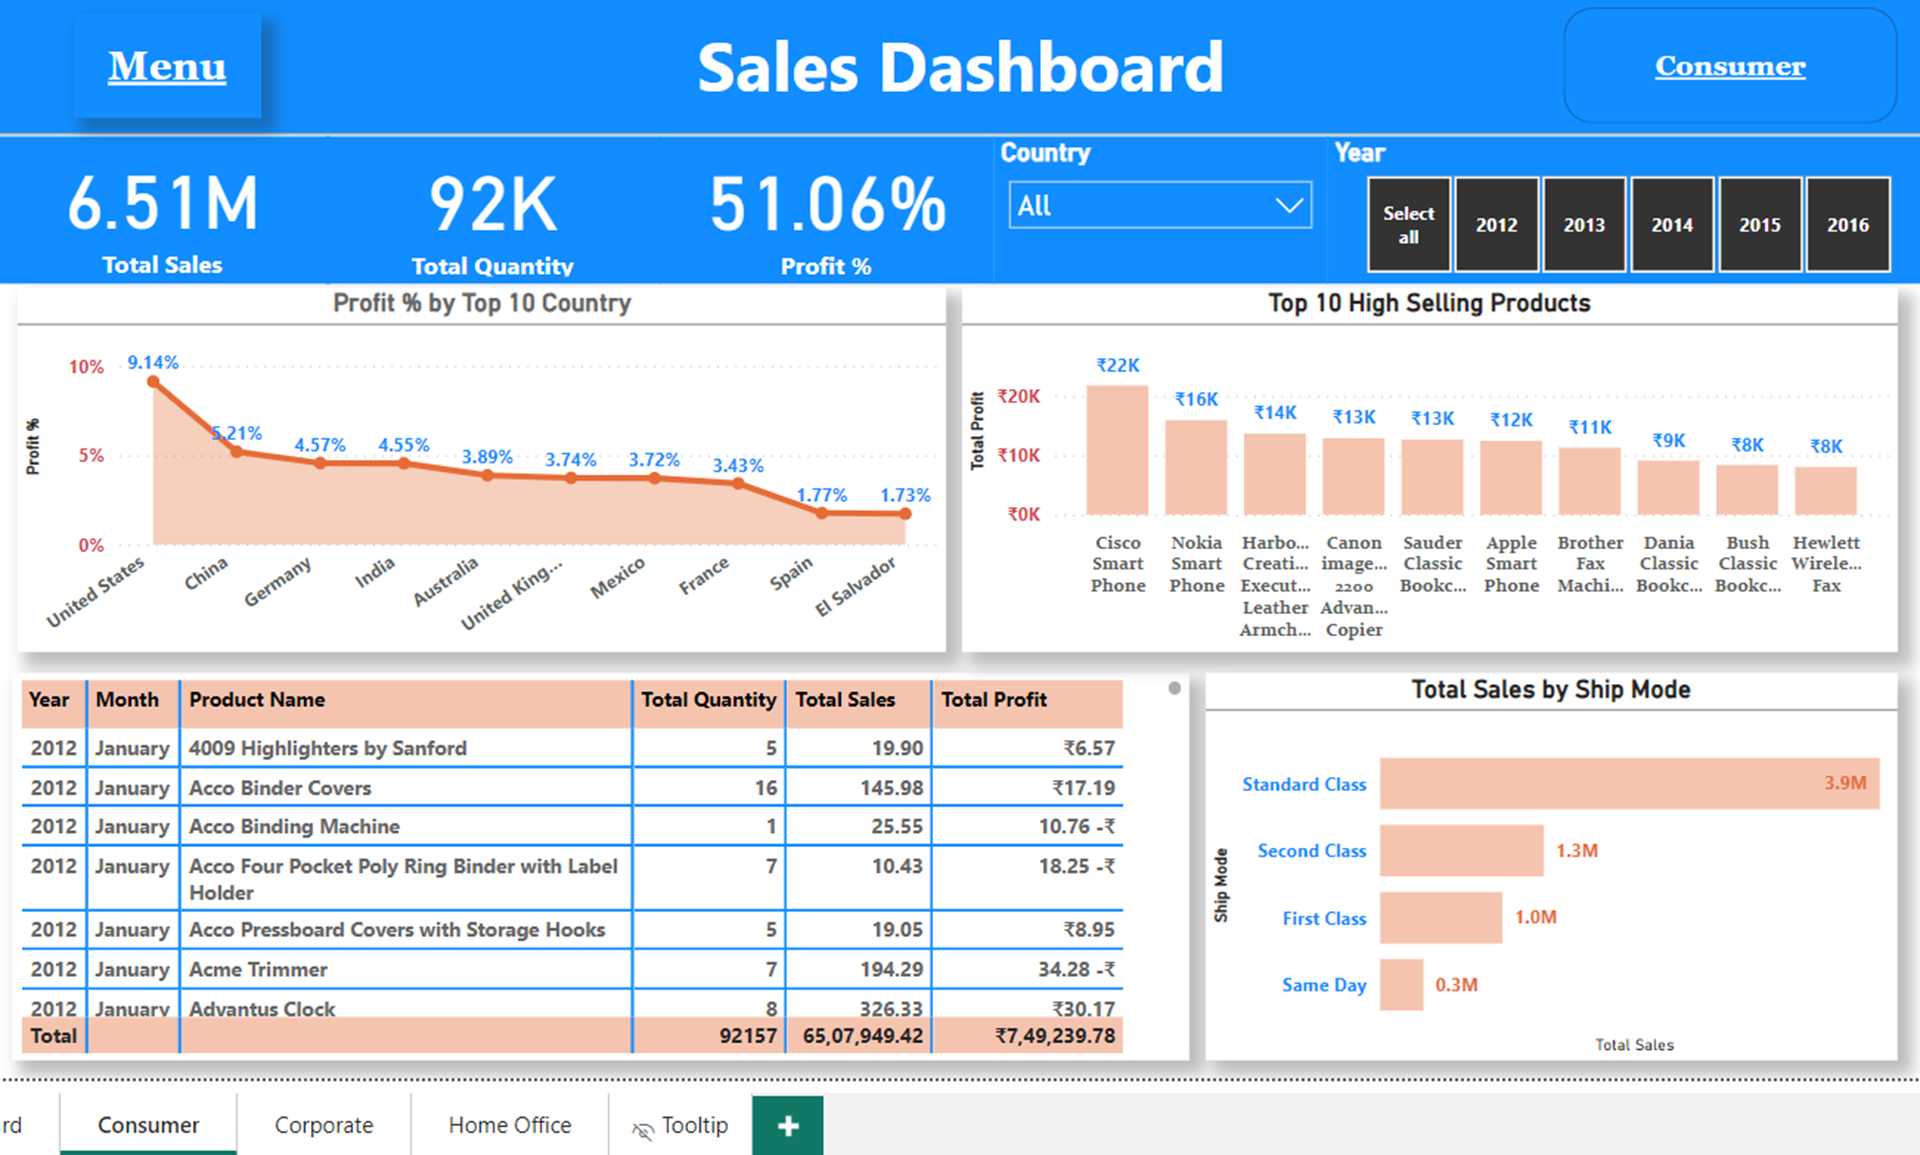 Menu
Sales Dashboard
Consumer
6.51M
Total Sales
92K
Total Quantity
51.06%
Profit %
Country
All
Year
Select
all
2012
2013
2014
2015
2016
Profit % by Top 10 Country
Profit %
10%
5%
0%
9.14%
5.21%
4.57%
4.55%
3.89%
3.74%
3.72%
3.43%
1.77%
1.73%
United States
China
Germany
India
Australia
United King...
Mexico
France
Spain
El Salvador
Top 10 High Selling Products
Total Profit
₹20K
₹10K
₹0K
₹22K
₹16K
₹14K
₹13K
₹13K
₹12K
₹11K
₹9K
₹8K
₹8K
Cisco
Smart
Phone
Nokia
Smart
Phone
Harbo...
Creati...
Execut...
Leather
Armch...
Canon
image...
2200
Advan...
Copier
Sauder
Classic
Bookc...
Apple
Smart
Phone
Brother
Fax
Machi...
Dania
Classic
Bookc...
Bush
Classic
Bookc...
Hewlett
Wirele...
Fax
Year Month Product Name Total Quantity Total Sales Total Profit
2012 January 4009 Highlighters by Sanford 5 19.90 ₹6.57
2012 January Acco Binder Covers 16 145.98 ₹17.19
2012 January Acco Binding Machine 1 25.55 10.76 -₹
2012 January Acco Four Pocket Poly Ring Binder with Label 7 10.43 18.25 -₹
Holder
2012 January Acco Pressboard Covers with Storage Hooks 5 19.05 ₹8.95
2012 January Acme Trimmer 7 194.29 34.28 -₹
2012 January Advantus Clock 8 326.33 ₹30.17
Total 92157 65,07,949.42 ₹7,49,239.78
Total Sales by Ship Mode
Ship Mode
Standard Class 3.9M
Second Class 1.3M
First Class 1.0M
Same Day 0.3M
Total Sales
rd
Consumer
Corporate
Home Office
Tooltip
+